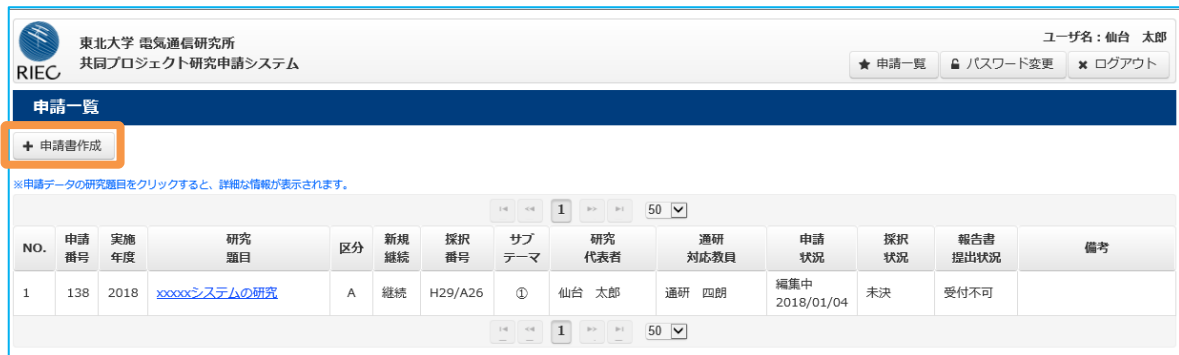 RIEC
東北大学 電気通信研究所
共同プロジェクト研究申請システム
ユーザ名：仙台 太郎
★ 申請一覧
パスワード変更
✖ ログアウト
申請一覧
+ 申請書作成
※申請データの研究題目をクリックすると、詳細な情報が表示されます。
1 50
NO. 申請番号 実施年度 研究題目 区分 新規継続 採択番号 サブテーマ 研究代表者 通研対応教員 申請状況 採択状況 報告書提出状況 備考
1 138 2018 xxxxxシステムの研究 A 継続 H29/A26 ① 仙台 太郎 通研 四朗 編集中 2018/01/04 未決 受付不可
1 50